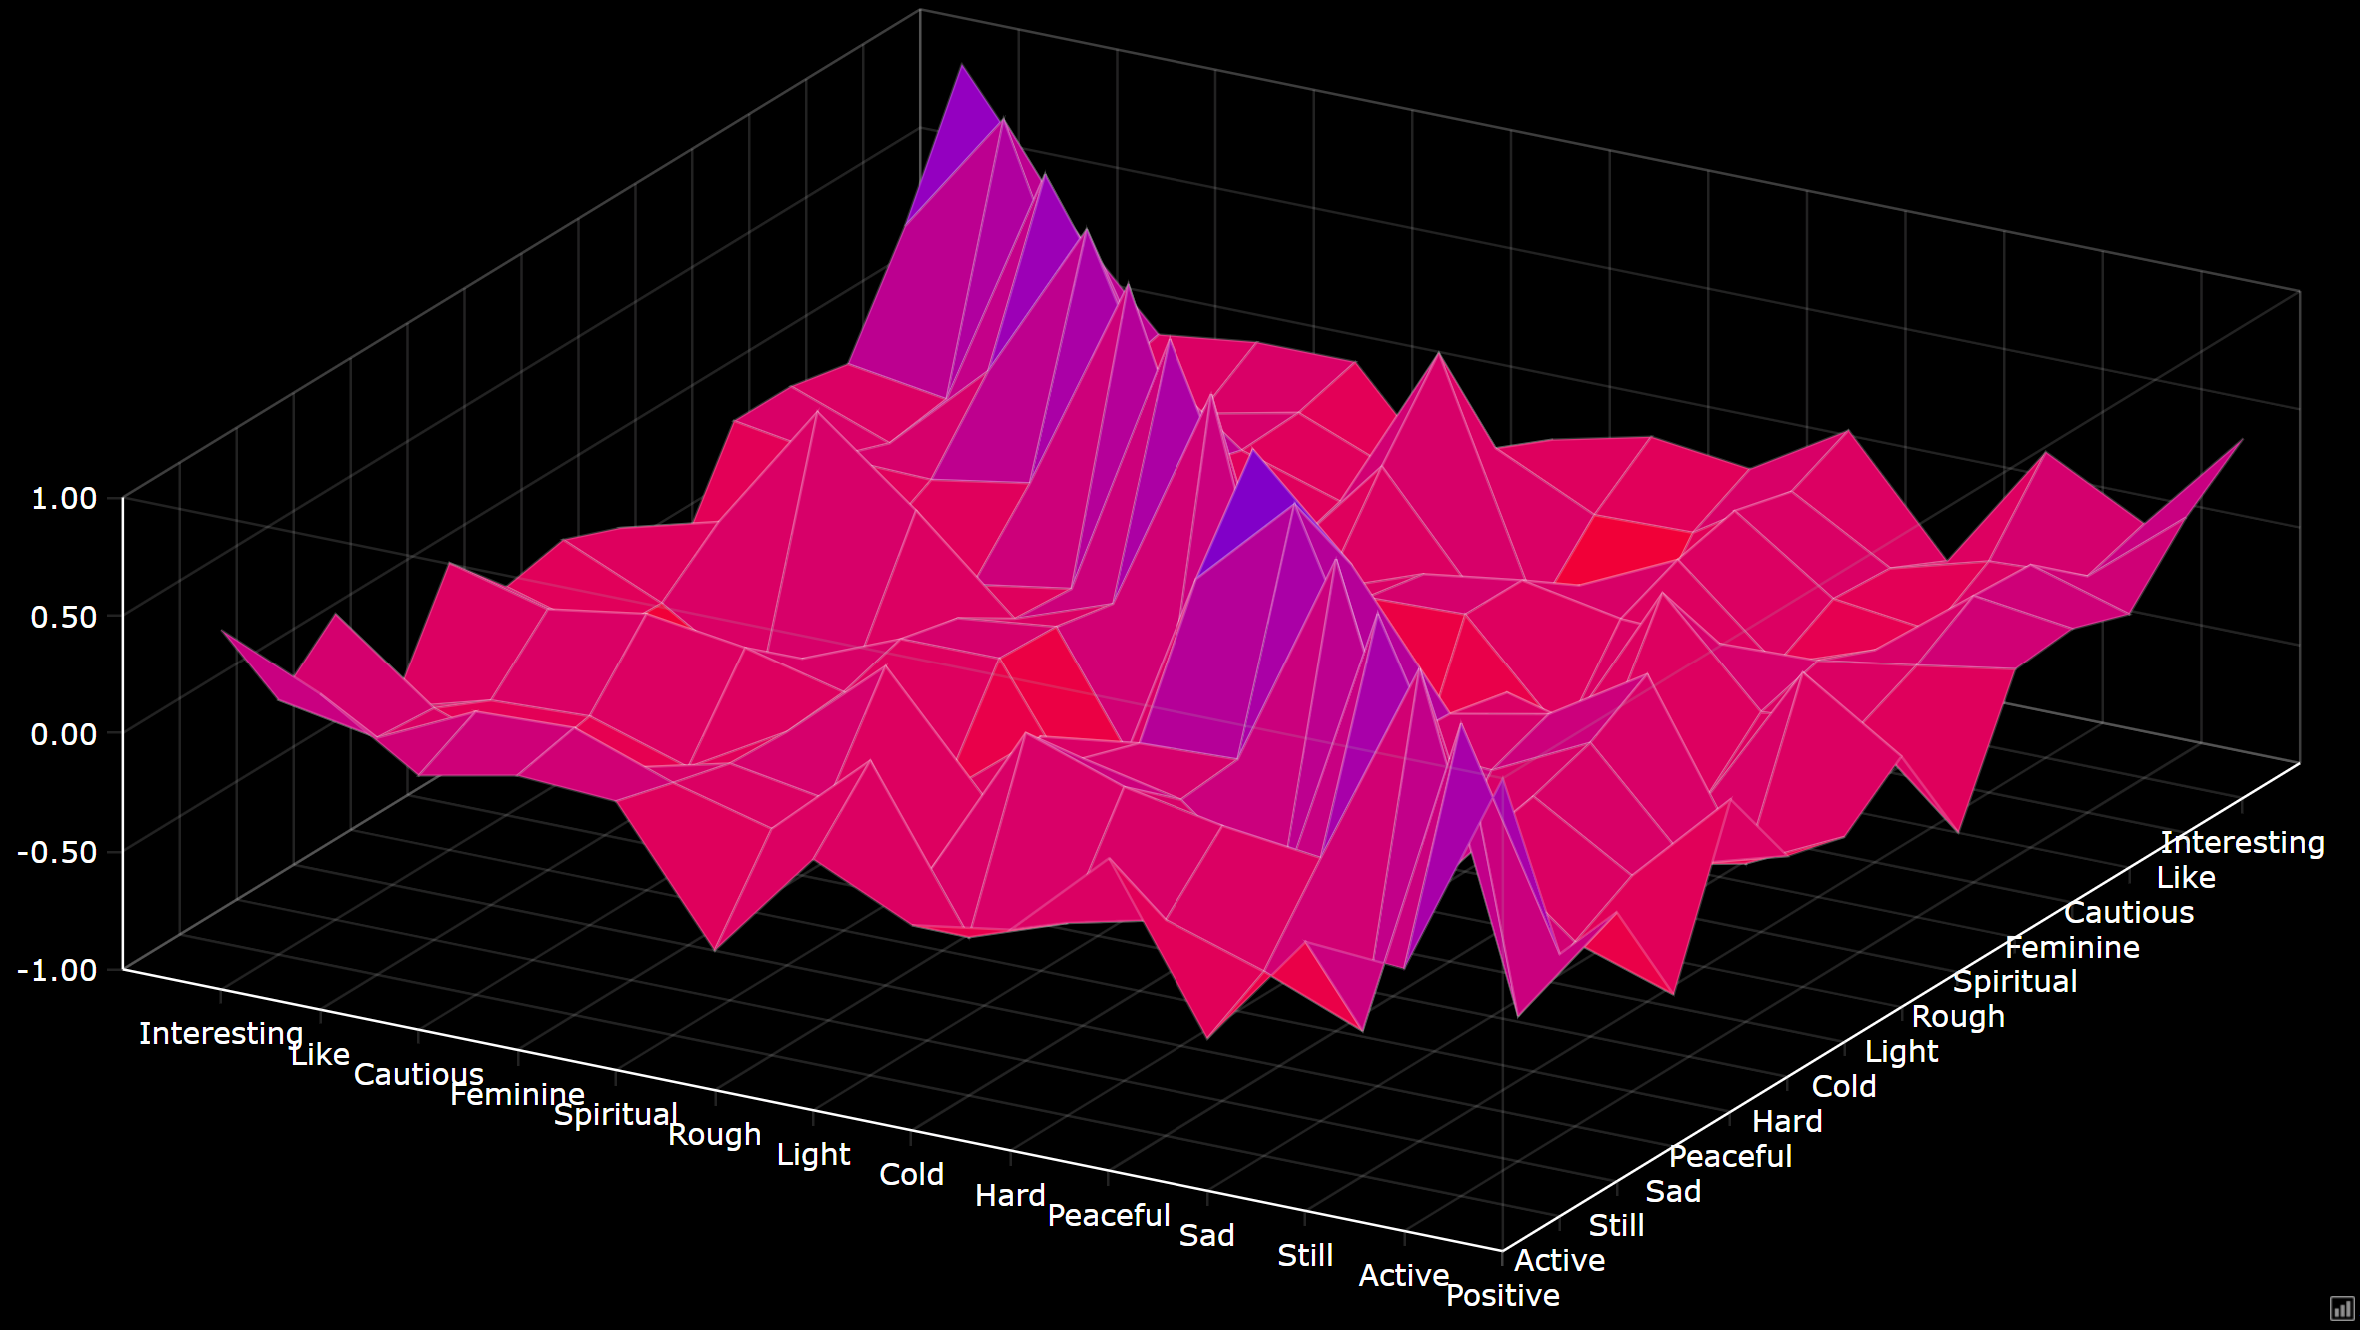 1.00
0.50
0.00
-0.50
-1.00
Interesting
Like
Cautious
Feminine
Spiritual
Rough
Light
Cold
Hard
Peaceful
Sad
Still
Active
Positive
Interesting
Like
Cautious
Feminine
Spiritual
Rough
Light
Cold
Hard
Peaceful
Sad
Still
Active